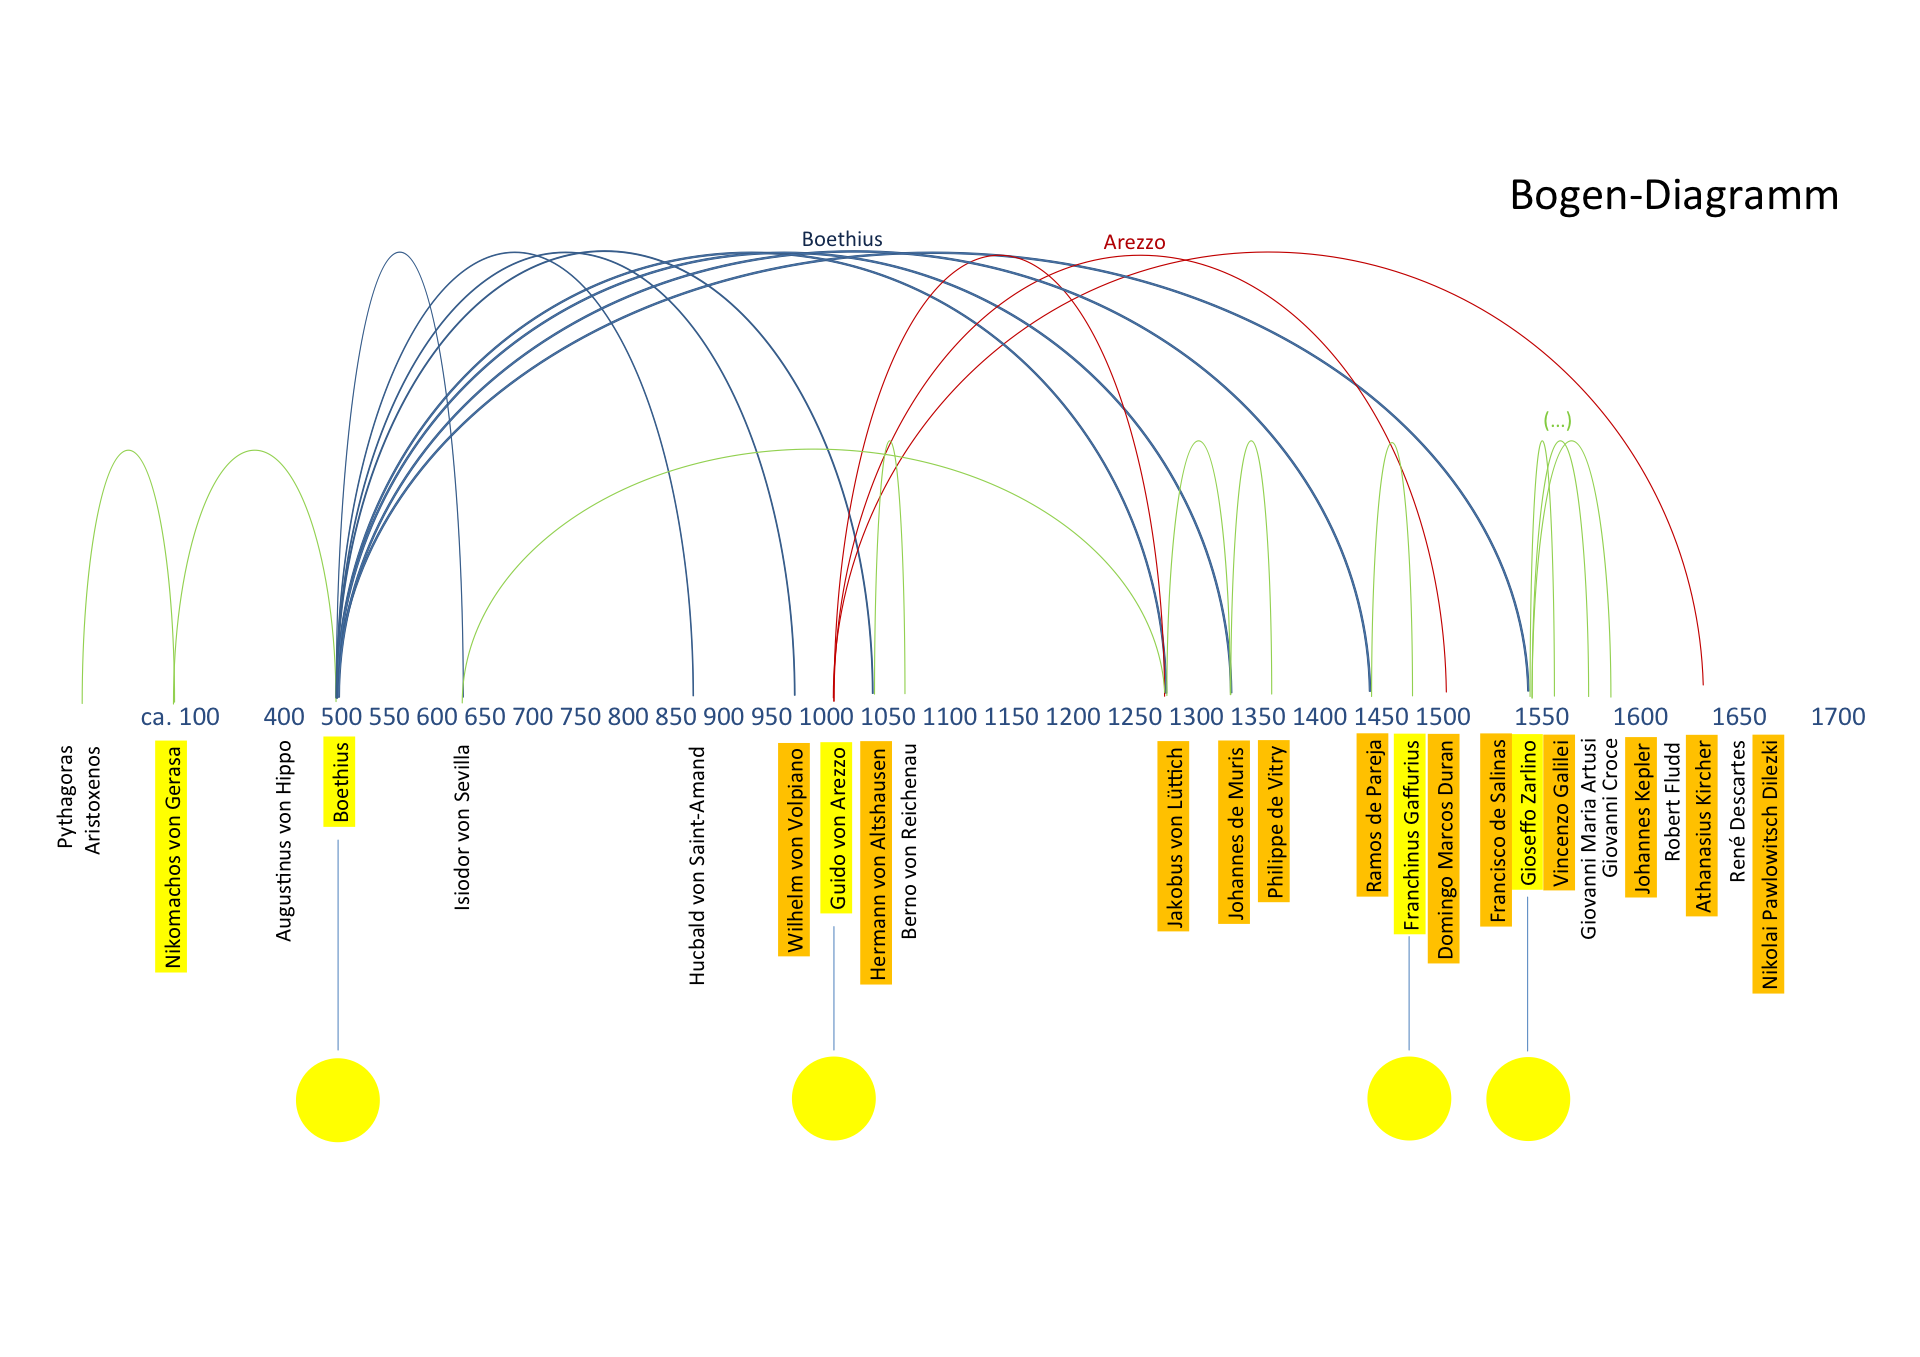 Bogen-Diagramm
Boethius
Arezzo
(...)
ca. 100 400 500 550 600 650 700 750 800 850 900 950 1000 1050 1100 1150 1200 1250 1300 1350 1400 1450 1500 1550 1600 1650 1700
Pythagoras
Aristoxenos
Nikomachos von Gerasa
Augustinus von Hippo
Boethius
Isiodor von Sevilla
Hucbald von Saint-Amand
Wilhelm von Volpiano
Guido von Arezzo
Hermann von Altshausen
Berno von Reichenau
Jakobus von Lüttich
Johannes de Muris
Philippe de Vitry
Ramos de Pareja
Franchinus Gaffurius
Domingo Marcos Duran
Francisco de Salinas
Gioseffo Zarlino
Vincenzo Galilei
Giovanni Maria Artusi
Giovanni Croce
Johannes Kepler
Robert Fludd
Athanasius Kircher
René Descartes
Nikolai Pawlowitsch Dilezki